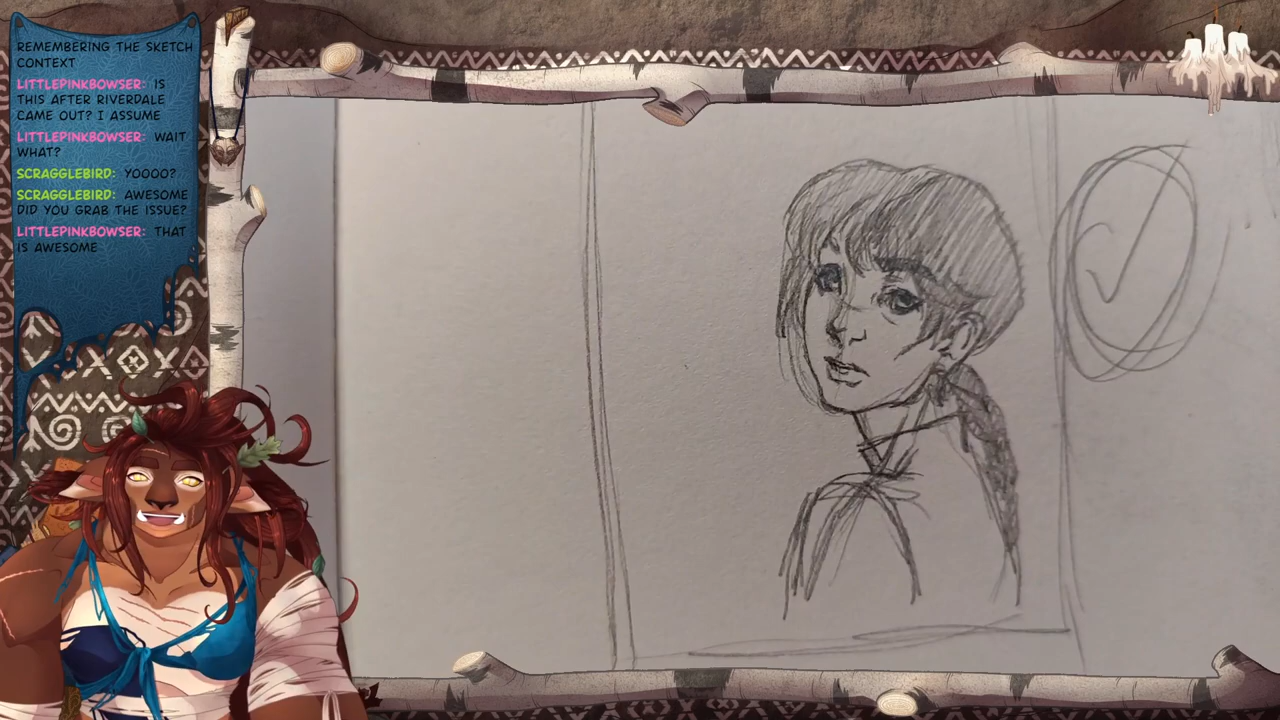 REMEMBERING THE SKETCH
CONTEXT
LITTLEPINKBOWSER: IS
THIS AFTER RIVERDALE
CAME OUT? I ASSUME
LITTLEPINKBOWSER: WAIT
WHAT?
SCRAGGLEBIRD: YOOOO?
SCRAGGLEBIRD: AWESOME
DID YOU GRAB THE ISSUE?
LITTLEPINKBOWSER: THAT
IS AWESOME